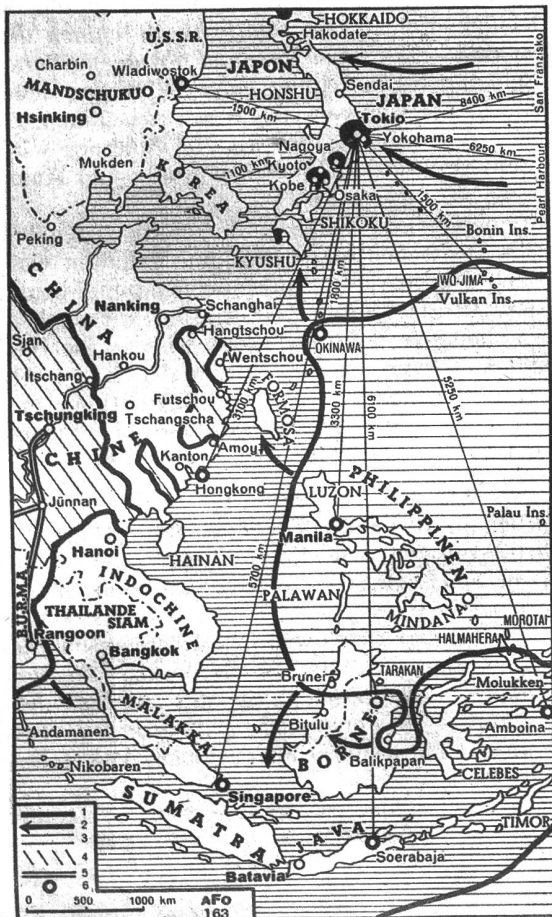 HOKKAIDO
Hakodate
U.S.S.R.
Charbin
Wladiwostok
JAPON
MANDSCHUKUO
HONSHU
Sendai
JAPAN
Hsinking
1500 km
Tokio
8400 km
San Franzisko
Mukden
Nagoya
Yokohama
KOREA
1100 km
Kyoto
6250 km
Kobe
Osaka
1500 km
Pearl Harbour
SHIKOKU
Peking
KYUSHU
Bonin Ins.
CHINA
1800 km
IWO-JIMA
Vulkan Ins.
Nanking
Schanghai
Hangtschou
Sjan
Hankou
OKINAWA
Itschang
Wentschou
3100 km
FORMOSA
3300 km
6100 km
5250 km
Futschou
Tschungking
Tschangscha
CHINE
Amoy
Kanton
Hongkong
PHILIPPINEN
Jünnan
LUZON
Hanoi
HAINAN
Manila
Palau Ins.
5700 km
INDOCHINE
BURMA
THAILANDE
SIAM
PALAWAN
MINDANAO
Rangoon
Bangkok
MOROTAI
HALMAHERA
Brunei
TARAKAN
Molukken
MALAKKA
Bitulu
Andamanen
BORNEO
Amboina
Nikobaren
Balikpapan
CELEBES
Singapore
SUMATRA
TIMOR
JAVA
Soerabaja
Batavia
1
2
3
4
5
6
0 500 1000 km
AFO
163